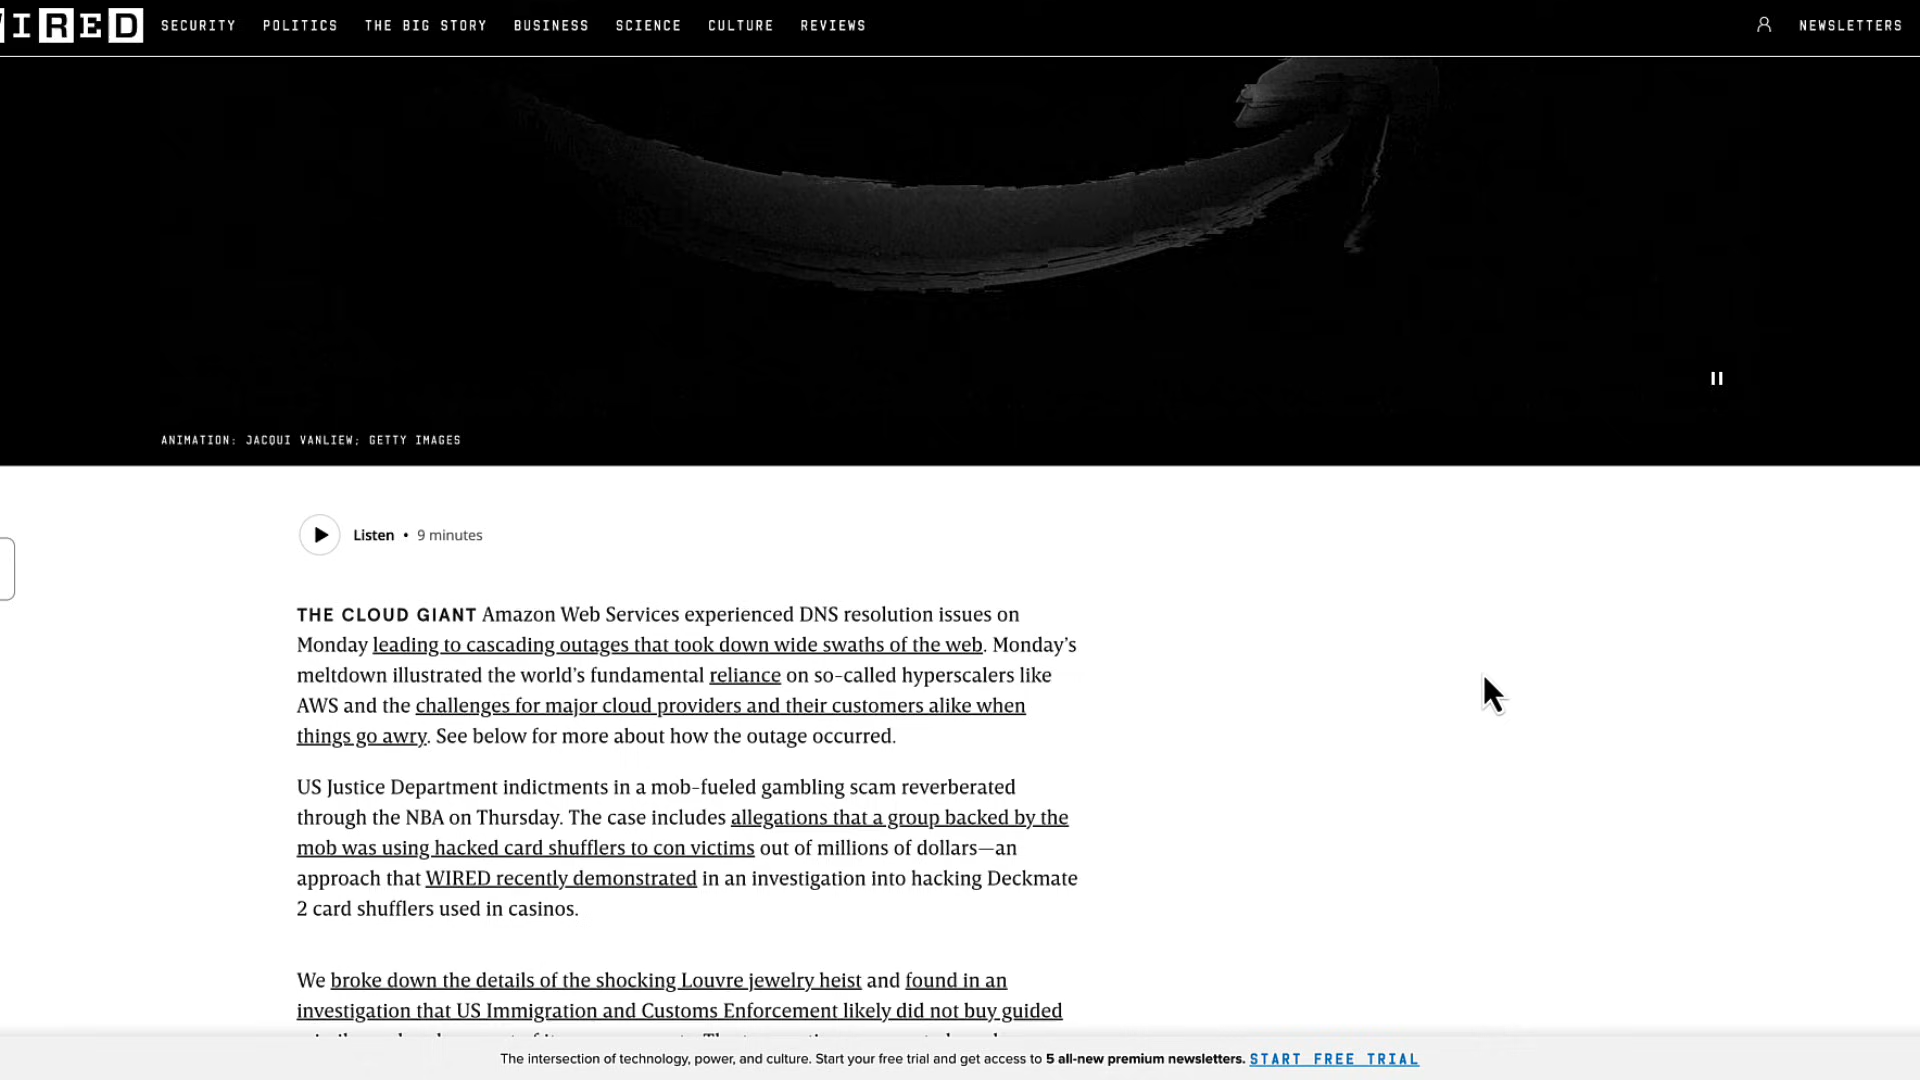 WIRED SECURITY POLITICS THE BIG STORY BUSINESS SCIENCE CULTURE REVIEWS NEWSLETTERS
ANIMATION: JACQUI VANLIEW; GETTY IMAGES
Listen • 9 minutes
THE CLOUD GIANT Amazon Web Services experienced DNS resolution issues on
Monday leading to cascading outages that took down wide swaths of the web. Monday’s
meltdown illustrated the world’s fundamental reliance on so-called hyperscalers like
AWS and the challenges for major cloud providers and their customers alike when
things go awry. See below for more about how the outage occurred.
US Justice Department indictments in a mob-fueled gambling scam reverberated
through the NBA on Thursday. The case includes allegations that a group backed by the
mob was using hacked card shufflers to con victims out of millions of dollars—an
approach that WIRED recently demonstrated in an investigation into hacking Deckmate
2 card shufflers used in casinos.
We broke down the details of the shocking Louvre jewelry heist and found in an
investigation that US Immigration and Customs Enforcement likely did not buy guided
The intersection of technology, power, and culture. Start your free trial and get access to 5 all-new premium newsletters. START FREE TRIAL